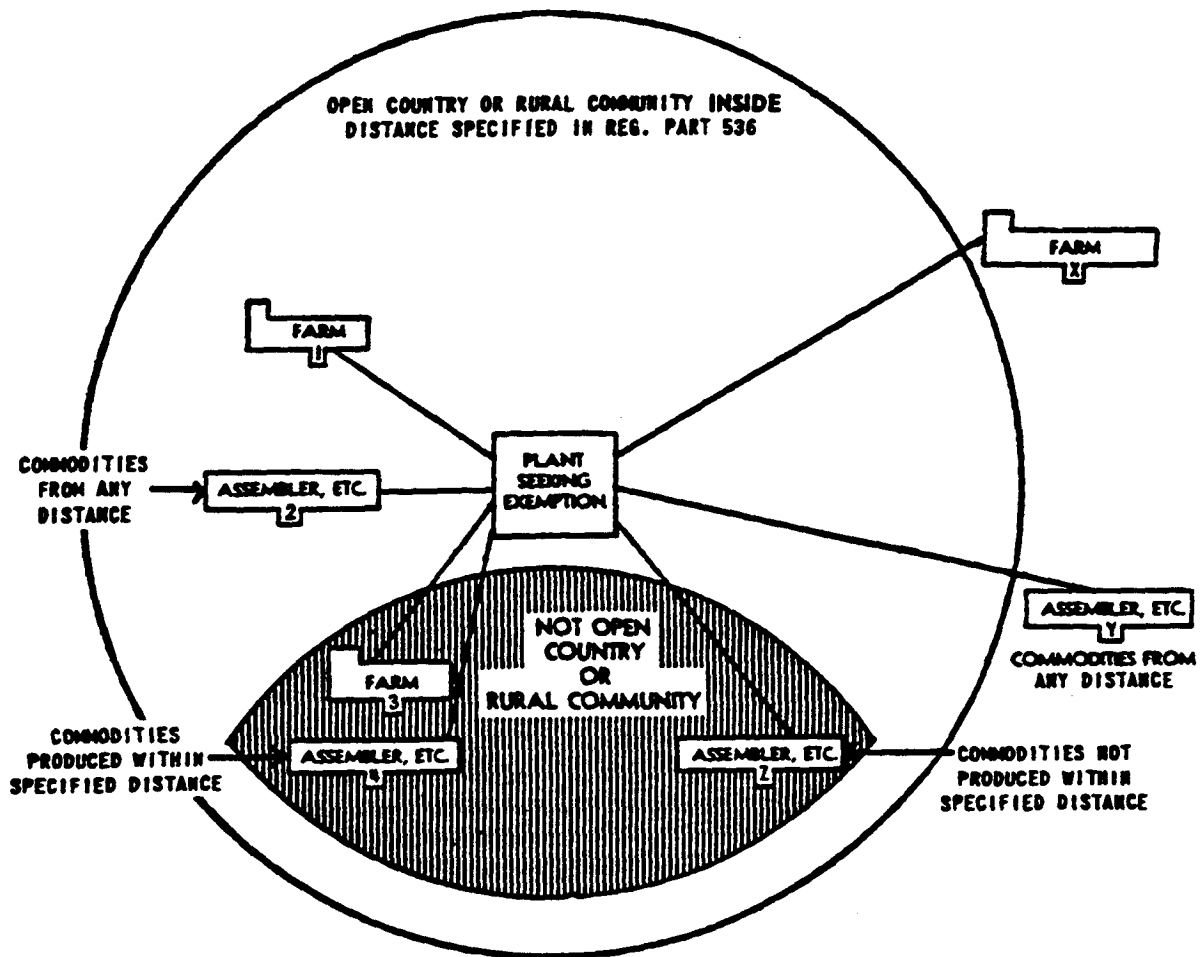 OPEN COUNTRY OR RURAL COMMUNITY INSIDE
DISTANCE SPECIFIED IN REG. PART 536
FARM
X
FARM
1
PLANT
SEEKING
EXEMPTION
COMMODITIES
FROM ANY
DISTANCE
ASSEMBLER, ETC.
2
ASSEMBLER, ETC.
Y
COMMODITIES FROM
ANY DISTANCE
NOT OPEN
COUNTRY
OR
RURAL COMMUNITY
FARM
3
COMMODITIES
PRODUCED WITHIN
SPECIFIED DISTANCE
ASSEMBLER, ETC.
4
ASSEMBLER, ETC.
Z
COMMODITIES NOT
PRODUCED WITHIN
SPECIFIED DISTANCE